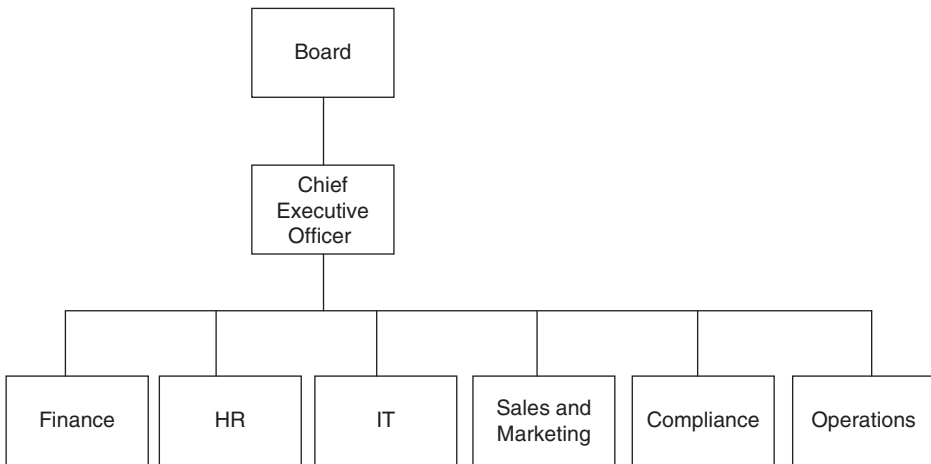 Board
Chief
Executive
Officer
Finance
HR
IT
Sales and
Marketing
Compliance
Operations